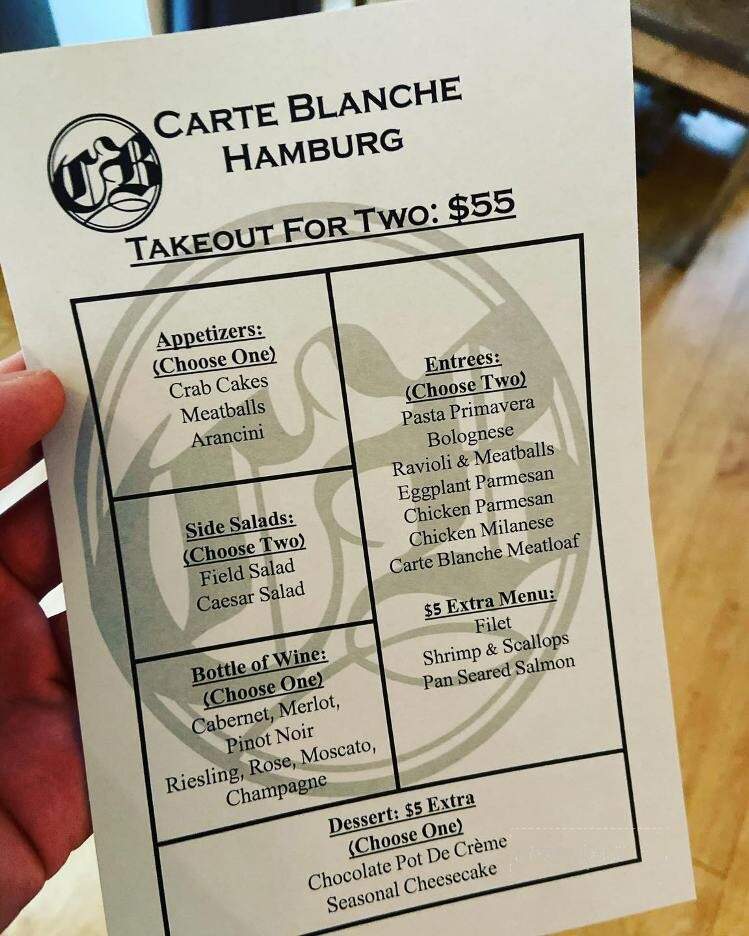 CB
CARTE BLANCHE
HAMBURG
TAKEOUT FOR TWO: $55
Appetizers:
(Choose One)
Crab Cakes
Meatballs
Arancini
Side Salads:
(Choose Two)
Field Salad
Caesar Salad
Bottle of Wine:
(Choose One)
Cabernet, Merlot,
Pinot Noir
Riesling, Rose, Moscato,
Champagne
Entrees:
(Choose Two)
Pasta Primavera
Bolognese
Ravioli & Meatballs
Eggplant Parmesan
Chicken Parmesan
Chicken Milanese
Carte Blanche Meatloaf
$5 Extra Menu:
Filet
Shrimp & Scallops
Pan Seared Salmon
Dessert: $5 Extra
(Choose One)
Chocolate Pot De Crème
Seasonal Cheesecake